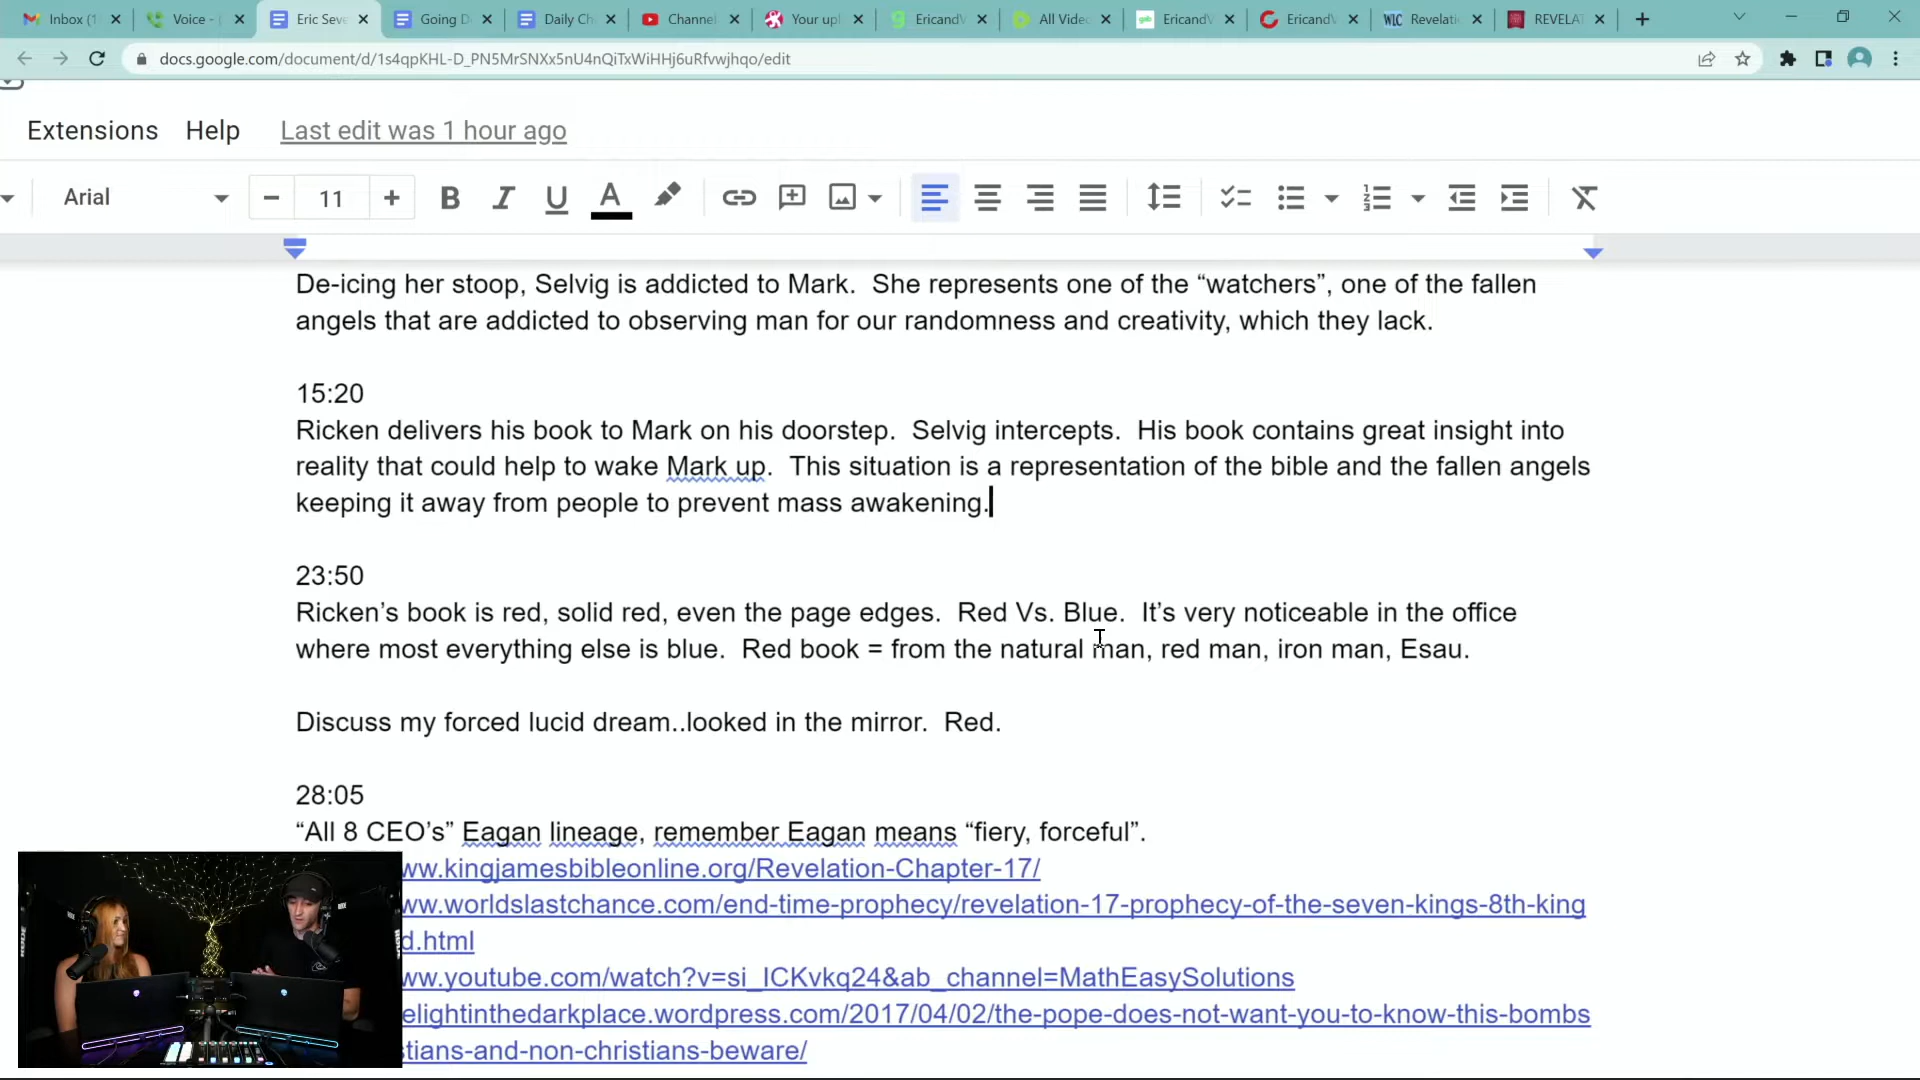 Inbox (1
Voice -
Eric Seve
Going D
Daily Ch
Channel
Your upl
EricandV
All Video
EricandV
EricandV
WLC Revelati
REVELAT
docs.google.com/document/d/1s4qpKHL-D_PN5MrSNXx5nU4nQiTxWiHHj6uRfvwjhqo/edit
Extensions Help Last edit was 1 hour ago
Arial 11 B I U A
De-icing her stoop, Selvig is addicted to Mark.  She represents one of the “watchers”, one of the fallen
angels that are addicted to observing man for our randomness and creativity, which they lack.
15:20
Ricken delivers his book to Mark on his doorstep.  Selvig intercepts.  His book contains great insight into
reality that could help to wake Mark up.  This situation is a representation of the bible and the fallen angels
keeping it away from people to prevent mass awakening.
23:50
Ricken’s book is red, solid red, even the page edges.  Red Vs. Blue.  It’s very noticeable in the office
where most everything else is blue.  Red book = from the natural man, red man, iron man, Esau.
Discuss my forced lucid dream..looked in the mirror.  Red.
28:05
“All 8 CEO’s” Eagan lineage, remember Eagan means “fiery, forceful”.
ww.kingjamesbibleonline.org/Revelation-Chapter-17/
ww.worldslastchance.com/end-time-prophecy/revelation-17-prophecy-of-the-seven-kings-8th-king
d.html
ww.youtube.com/watch?v=si_ICKvkq24&ab_channel=MathEasySolutions
elightinthedarkplace.wordpress.com/2017/04/02/the-pope-does-not-want-you-to-know-this-bombs
stians-and-non-christians-beware/